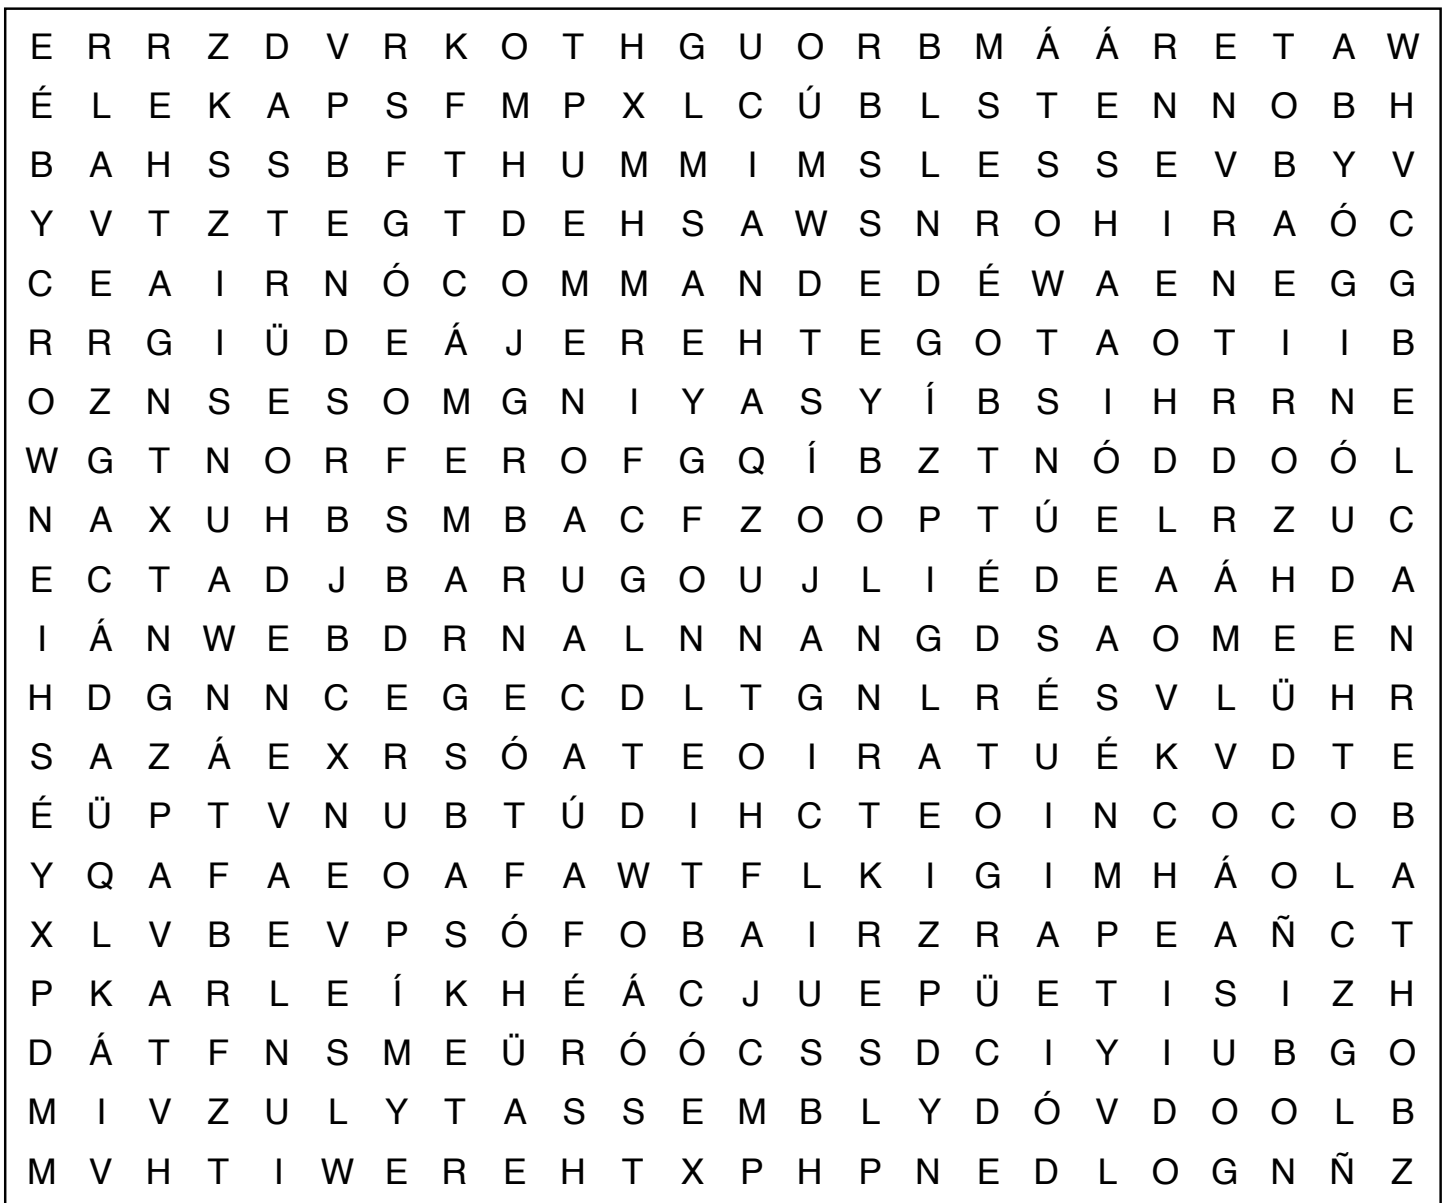 E R R Z D V R K O T H G U O R B M Á Á R E T A W
É L E K A P S F M P X L C Ú B L S T E N N O B H
B A H S S B F T H U M M I M S L E S S E V B Y V
Y V T Z T E G T D E H S A W S N R O H I R A Ó C
C E A I R N Ó C O M M A N D E D É W A E N E G G
R R G I Ü D E Á J E R E H T E G O T A O T I I B
O Z N S E S O M G N I Y A S Y Í B S I H R R N E
W G T N O R F E R O F G Q Í B Z T N Ó D D O Ó L
N A X U H B S M B A C F Z O O P T Ú E L R Z U C
E C T A D J B A R U G O U J L I É D E A Á H D A
I Á N W E B D R N A L N N A N G D S A O M E E N
H D G N N C E G E C D L T G N L R É S V L Ü H R
S A Z Á E X R S Ó A T E O I R A T U É K V D T E
É Ü P T V N U B T Ú D I H C T E O I N C O C O B
Y Q A F A E O A F A W T F L K I G I M H Á O L A
X L V B E V P S Ó F O B A I R Z R A P E A Ñ C T
P K A R L E Í K H É Á C J U E P Ü E T I S I Z H
D Á T F N S M E Ü R Ó Ó C S S D C I Y I U B G O
M I V Z U L Y T A S S E M B L Y D Ó V D O O L B
M V H T I W E R E H T X P H P N E D L O G N Ñ Z